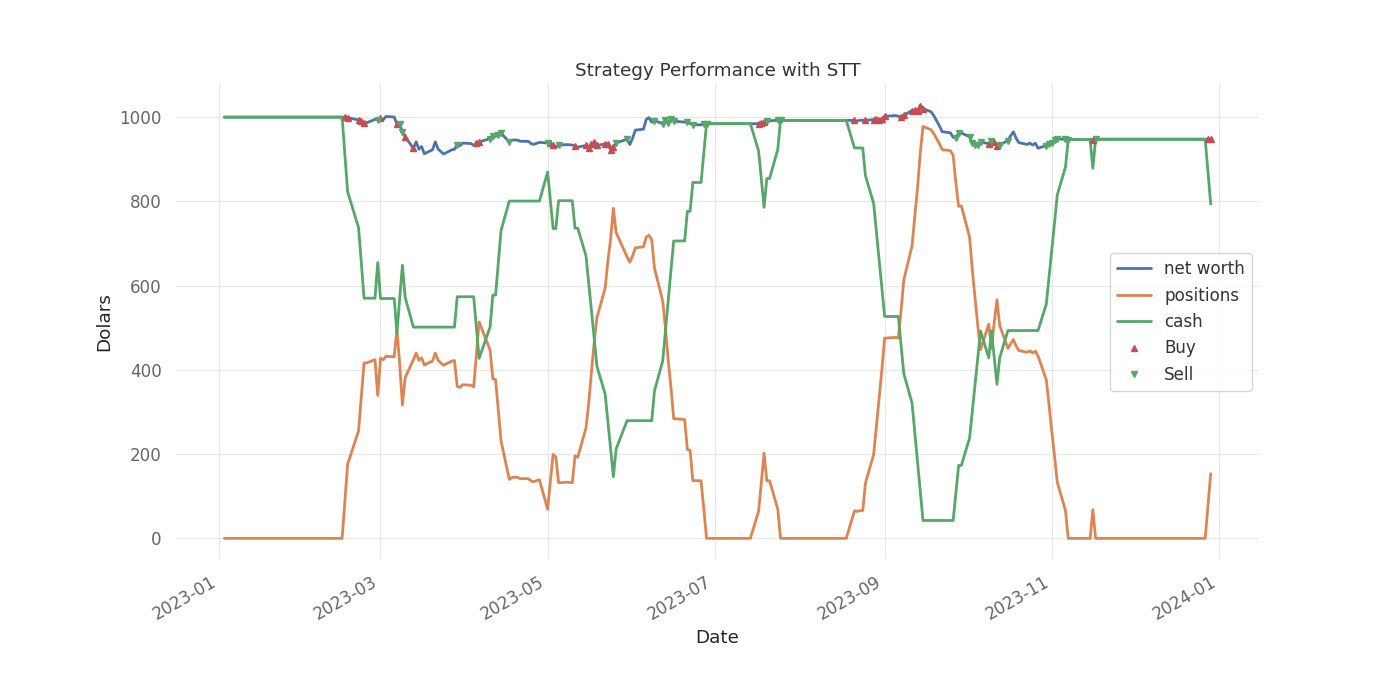 Strategy Performance with STT
1000
800
600
400
200
0
Dolars
net worth
positions
cash
Buy
Sell
2023-01
2023-03
2023-05
2023-07
2023-09
2023-11
2024-01
Date